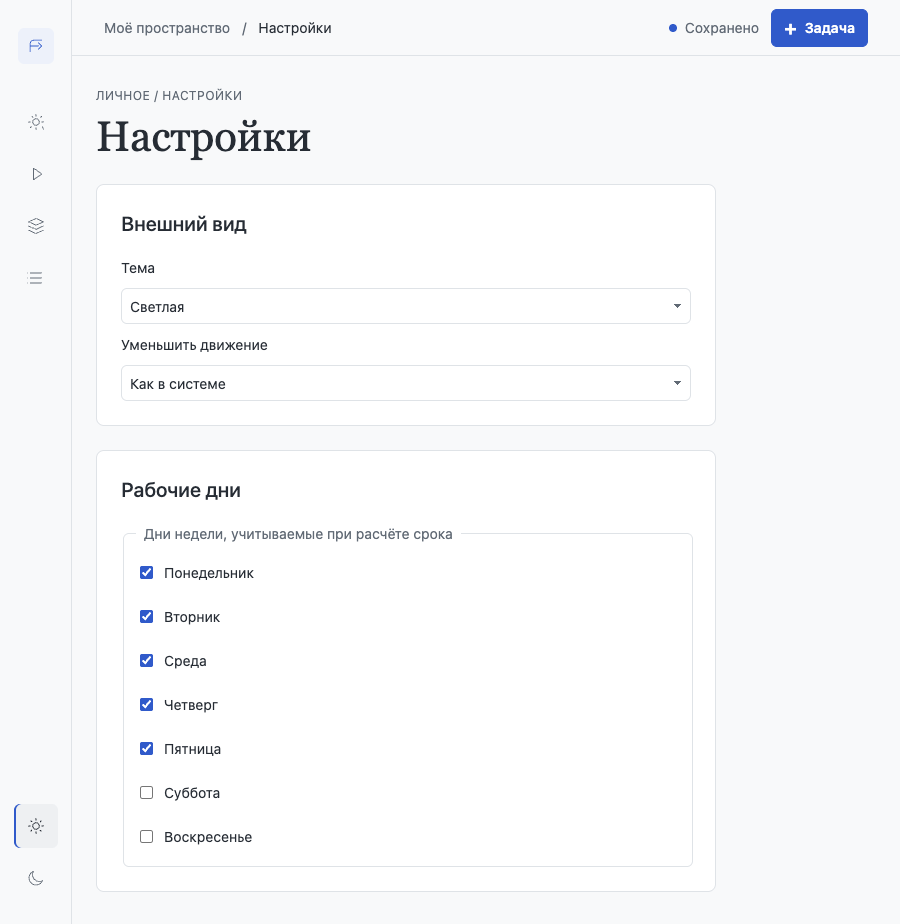 Моё пространство / Настройки
Сохранено
+ Задача
ЛИЧНОЕ / НАСТРОЙКИ
Настройки
Внешний вид
Тема
Светлая
Уменьшить движение
Как в системе
Рабочие дни
Дни недели, учитываемые при расчёте срока
Понедельник
Вторник
Среда
Четверг
Пятница
Суббота
Воскресенье